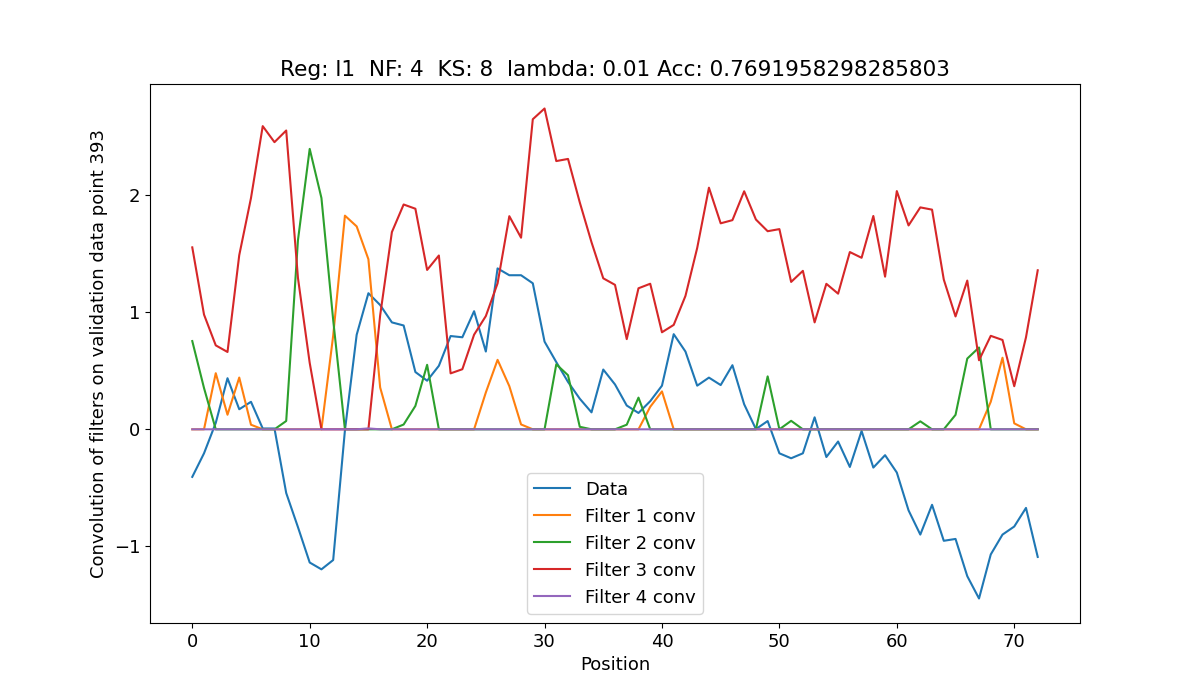 Reg: l1  NF: 4  KS: 8  lambda: 0.01 Acc: 0.7691958298285803
Convolution of filters on validation data point 393
2
1
0
−1
Data
Filter 1 conv
Filter 2 conv
Filter 3 conv
Filter 4 conv
0 10 20 30 40 50 60 70
Position